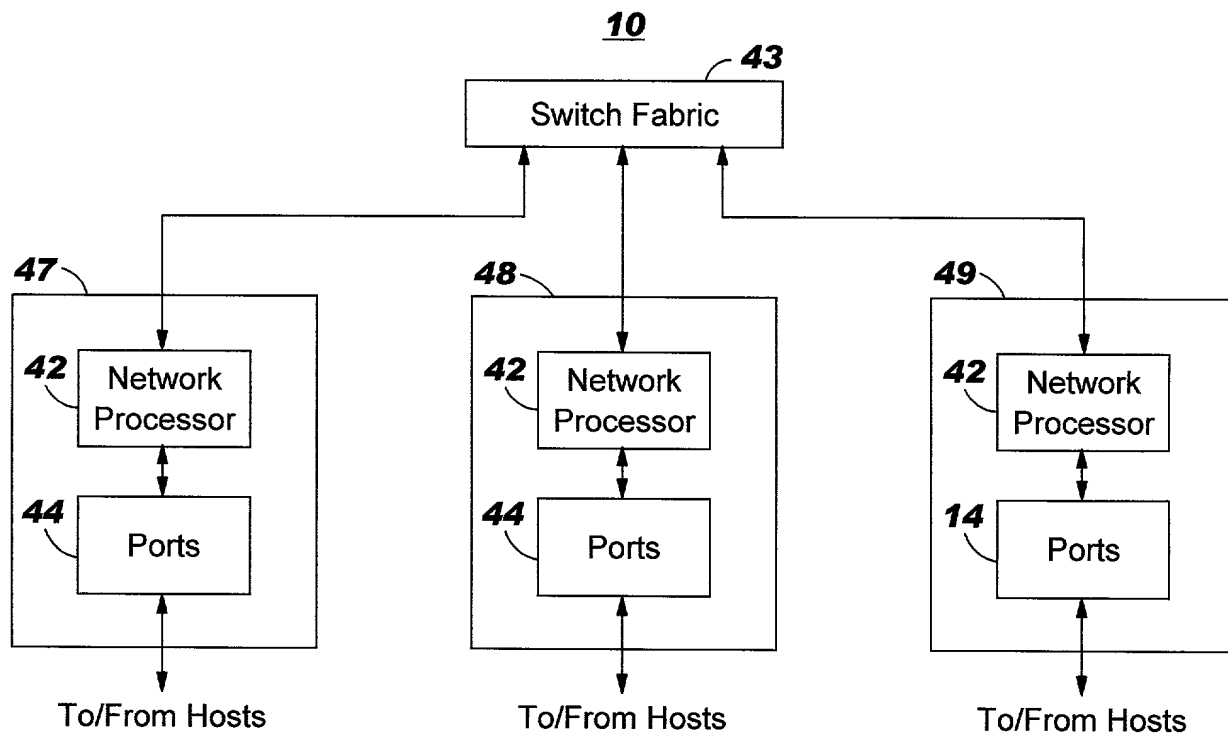 10
43
Switch Fabric
47
48
49
42
Network
Processor
42
Network
Processor
42
Network
Processor
44
Ports
44
Ports
14
Ports
To/From Hosts
To/From Hosts
To/From Hosts